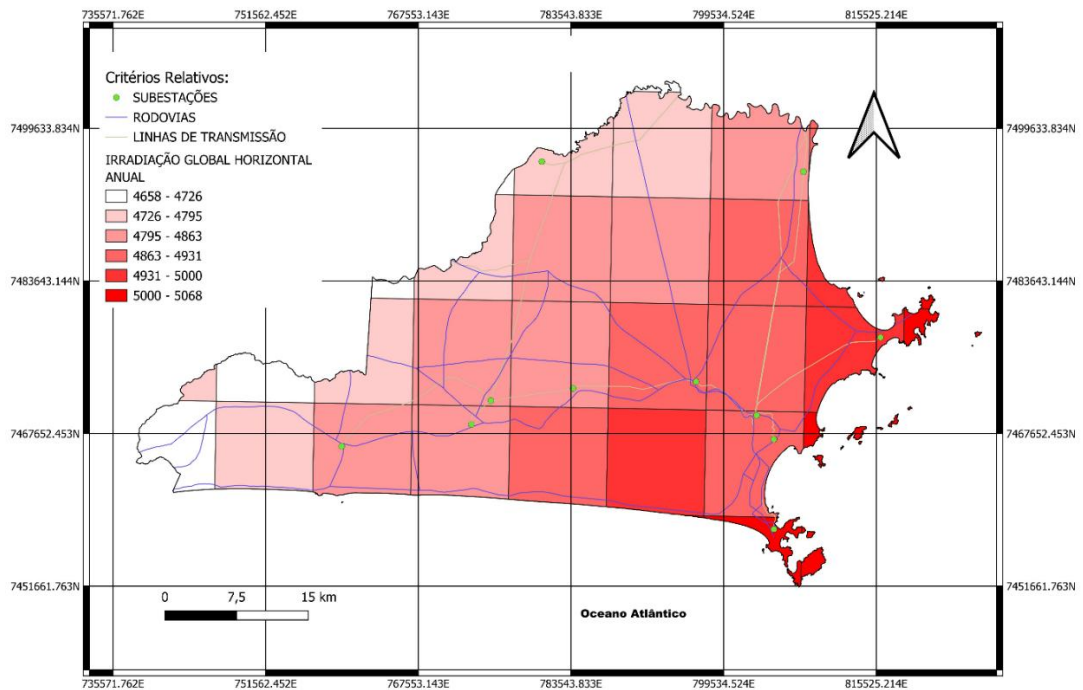 735571.762E 751562.452E 767553.143E 783543.833E 799534.524E 815525.214E
Critérios Relativos:
SUBESTAÇÕES
RODOVIAS
LINHAS DE TRANSMISSÃO
IRRADIAÇÃO GLOBAL HORIZONTAL
ANUAL
4658 - 4726
4726 - 4795
4795 - 4863
4863 - 4931
4931 - 5000
5000 - 5068
7499633.834N 7499633.834N
7483643.144N 7483643.144N
7467652.453N 7467652.453N
7451661.763N 7451661.763N
0 7,5 15 km
Oceano Atlântico
735571.762E 751562.452E 767553.143E 783543.833E 799534.524E 815525.214E